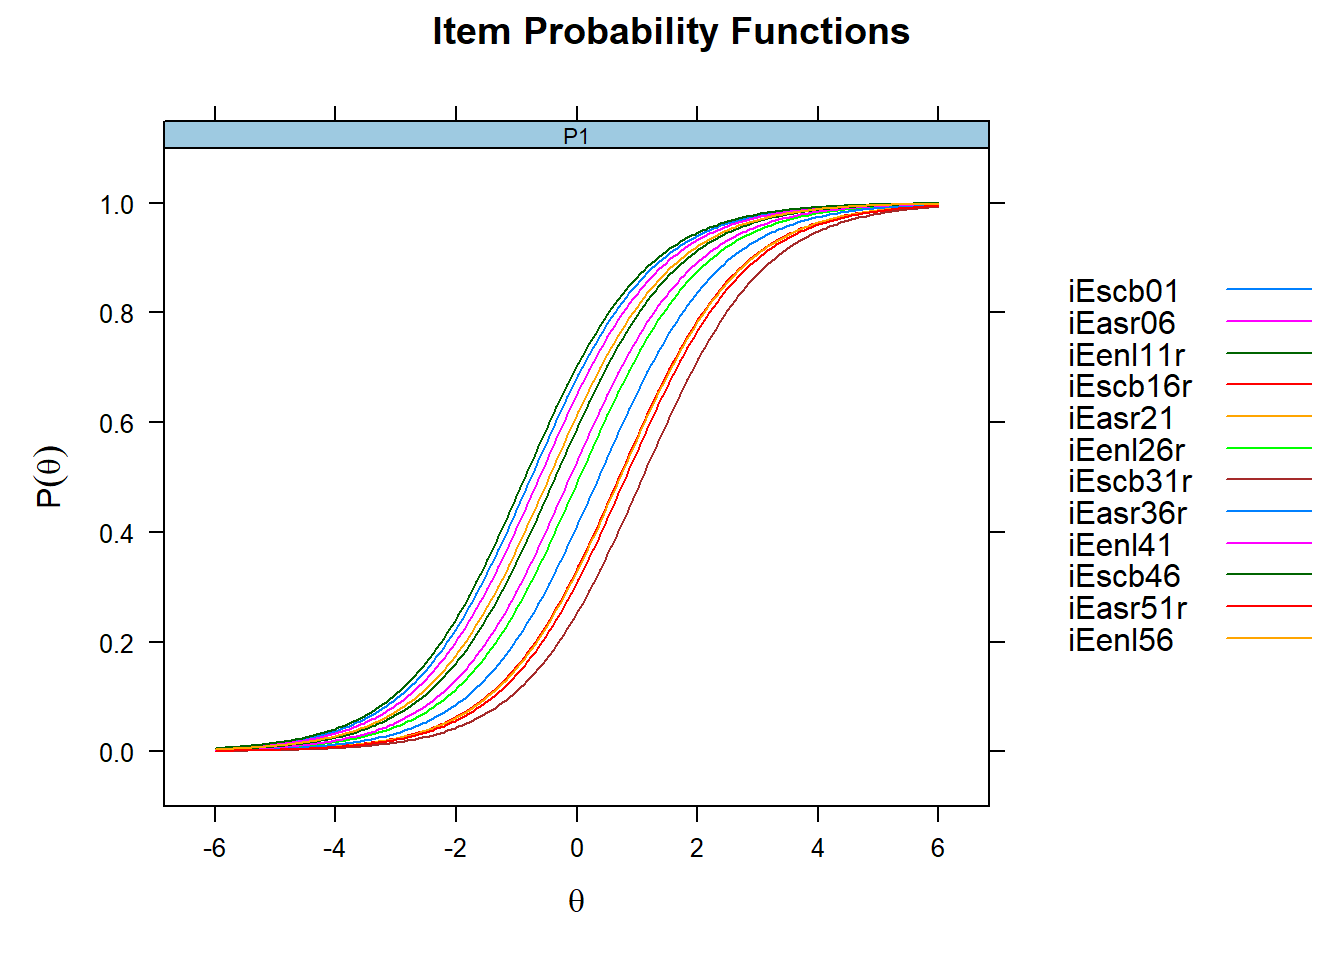 Item Probability Functions
P1
1.0
0.8
0.6
0.4
0.2
0.0
P(θ)
-6 -4 -2 0 2 4 6
θ
iEscb01
iEasr06
iEenl11r
iEscb16r
iEasr21
iEenl26r
iEscb31r
iEasr36r
iEenl41
iEscb46
iEasr51r
iEenl56